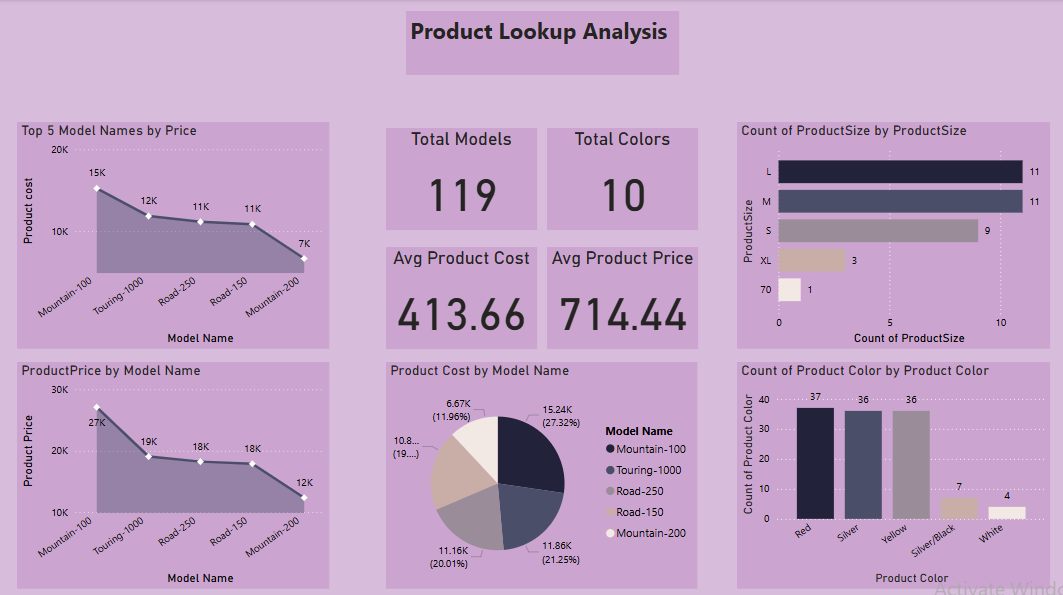 Product Lookup Analysis
Top 5 Model Names by Price
20K
10K
Product cost
15K
12K
11K
11K
7K
Mountain-100
Touring-1000
Road-250
Road-150
Mountain-200
Model Name
Total Models
119
Total Colors
10
Avg Product Cost
413.66
Avg Product Price
714.44
Count of ProductSize by ProductSize
ProductSize
L
11
M
11
S
9
XL
3
70
1
0
5
10
Count of ProductSize
ProductPrice by Model Name
30K
20K
10K
Product Price
27K
19K
18K
18K
12K
Mountain-100
Touring-1000
Road-250
Road-150
Mountain-200
Model Name
Product Cost by Model Name
6.67K
(11.96%)
15.24K
(27.32%)
10.8...
(19....)
11.16K
(20.01%)
11.86K
(21.25%)
Model Name
Mountain-100
Touring-1000
Road-250
Road-150
Mountain-200
Count of Product Color by Product Color
Count of Product Color
40
30
20
10
0
37
36
36
7
4
Red
Silver
Yellow
Silver/Black
White
Product Color